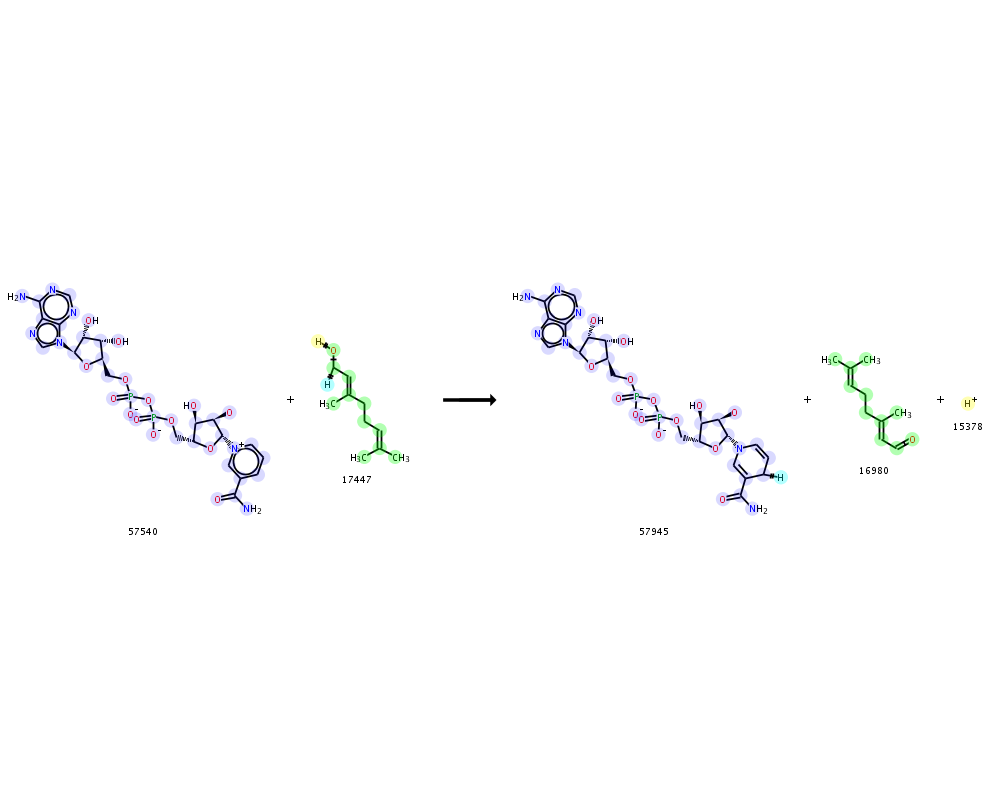 H₂N N N N N
OH
OH
O
O
O P O
O⁻
O P O
O⁻
HO O
O
N⁺
O NH₂
57540
+
H
O
H
H₃C
H₃C CH₃
17447
H₂N N N N N
OH
OH
O
O
O P O
O⁻
O P O
O⁻
HO O
O
N
H
O NH₂
57945
+
H₃C CH₃
CH₃
O
16980
+
H⁺
15378